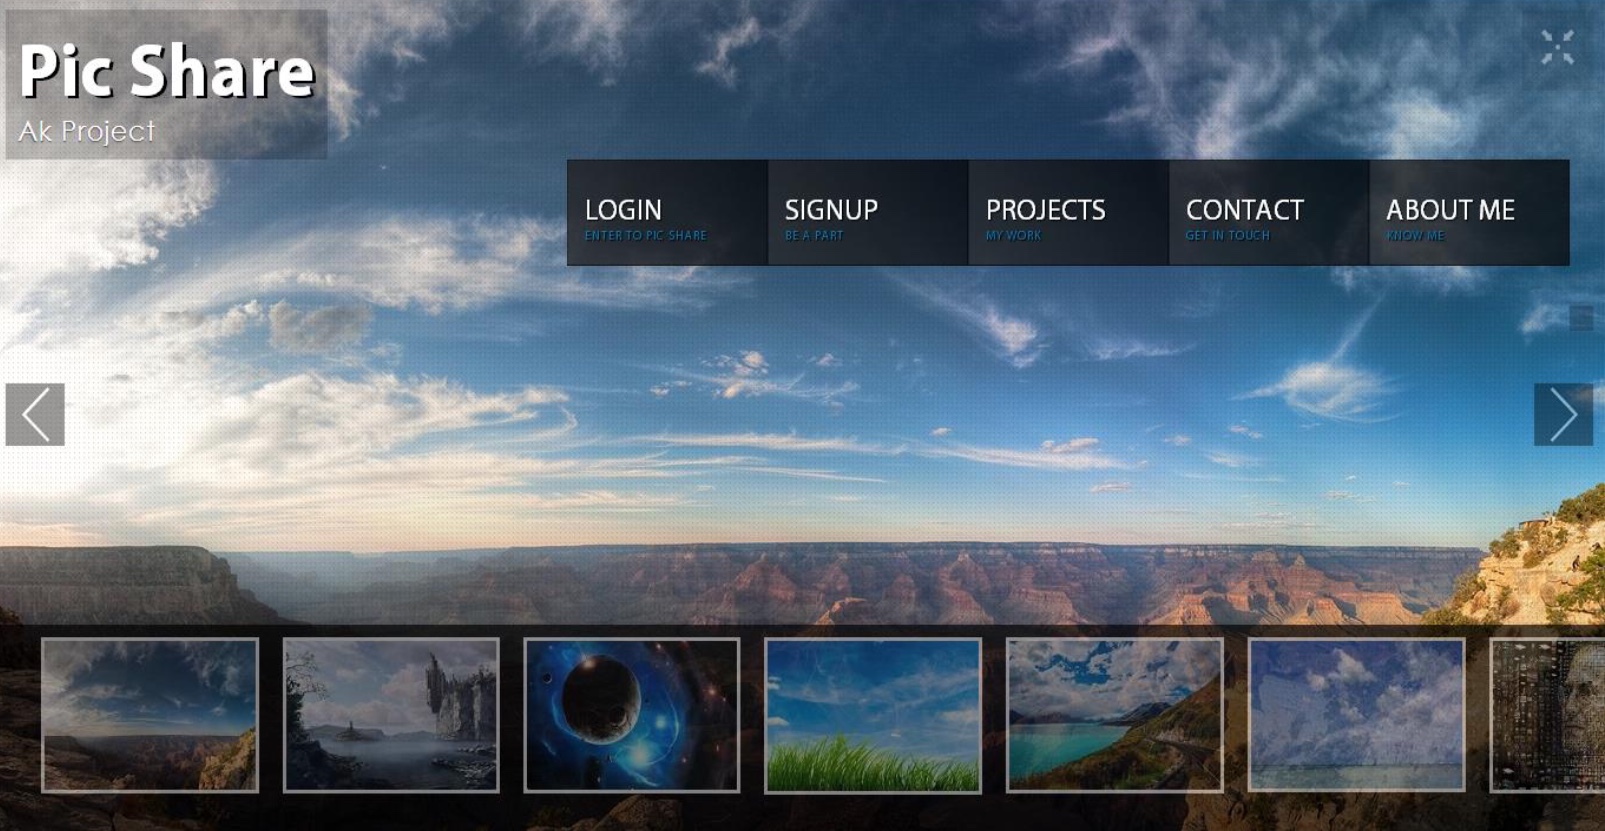 Pic Share
Ak Project
LOGIN
ENTER TO PIC SHARE
SIGNUP
BE A PART
PROJECTS
MY WORK
CONTACT
GET IN TOUCH
ABOUT ME
KNOW ME